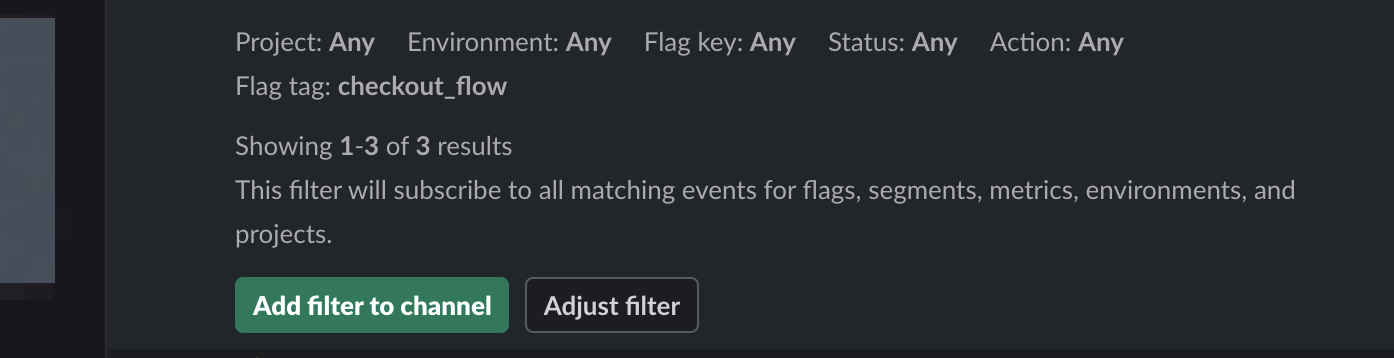 Project: Any Environment: Any Flag key: Any Status: Any Action: Any
Flag tag: checkout_flow
Showing 1-3 of 3 results
This filter will subscribe to all matching events for flags, segments, metrics, environments, and
projects.
Add filter to channel Adjust filter